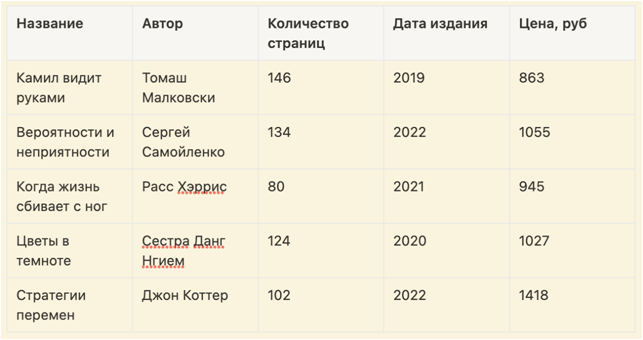 Название Автор Количество страниц Дата издания Цена, руб
Камил видит руками Томаш Малковски 146 2019 863
Вероятности и неприятности Сергей Самойленко 134 2022 1055
Когда жизнь сбивает с ног Расс Хэррис 80 2021 945
Цветы в темноте Сестра Данг Нгием 124 2020 1027
Стратегии перемен Джон Коттер 102 2022 1418